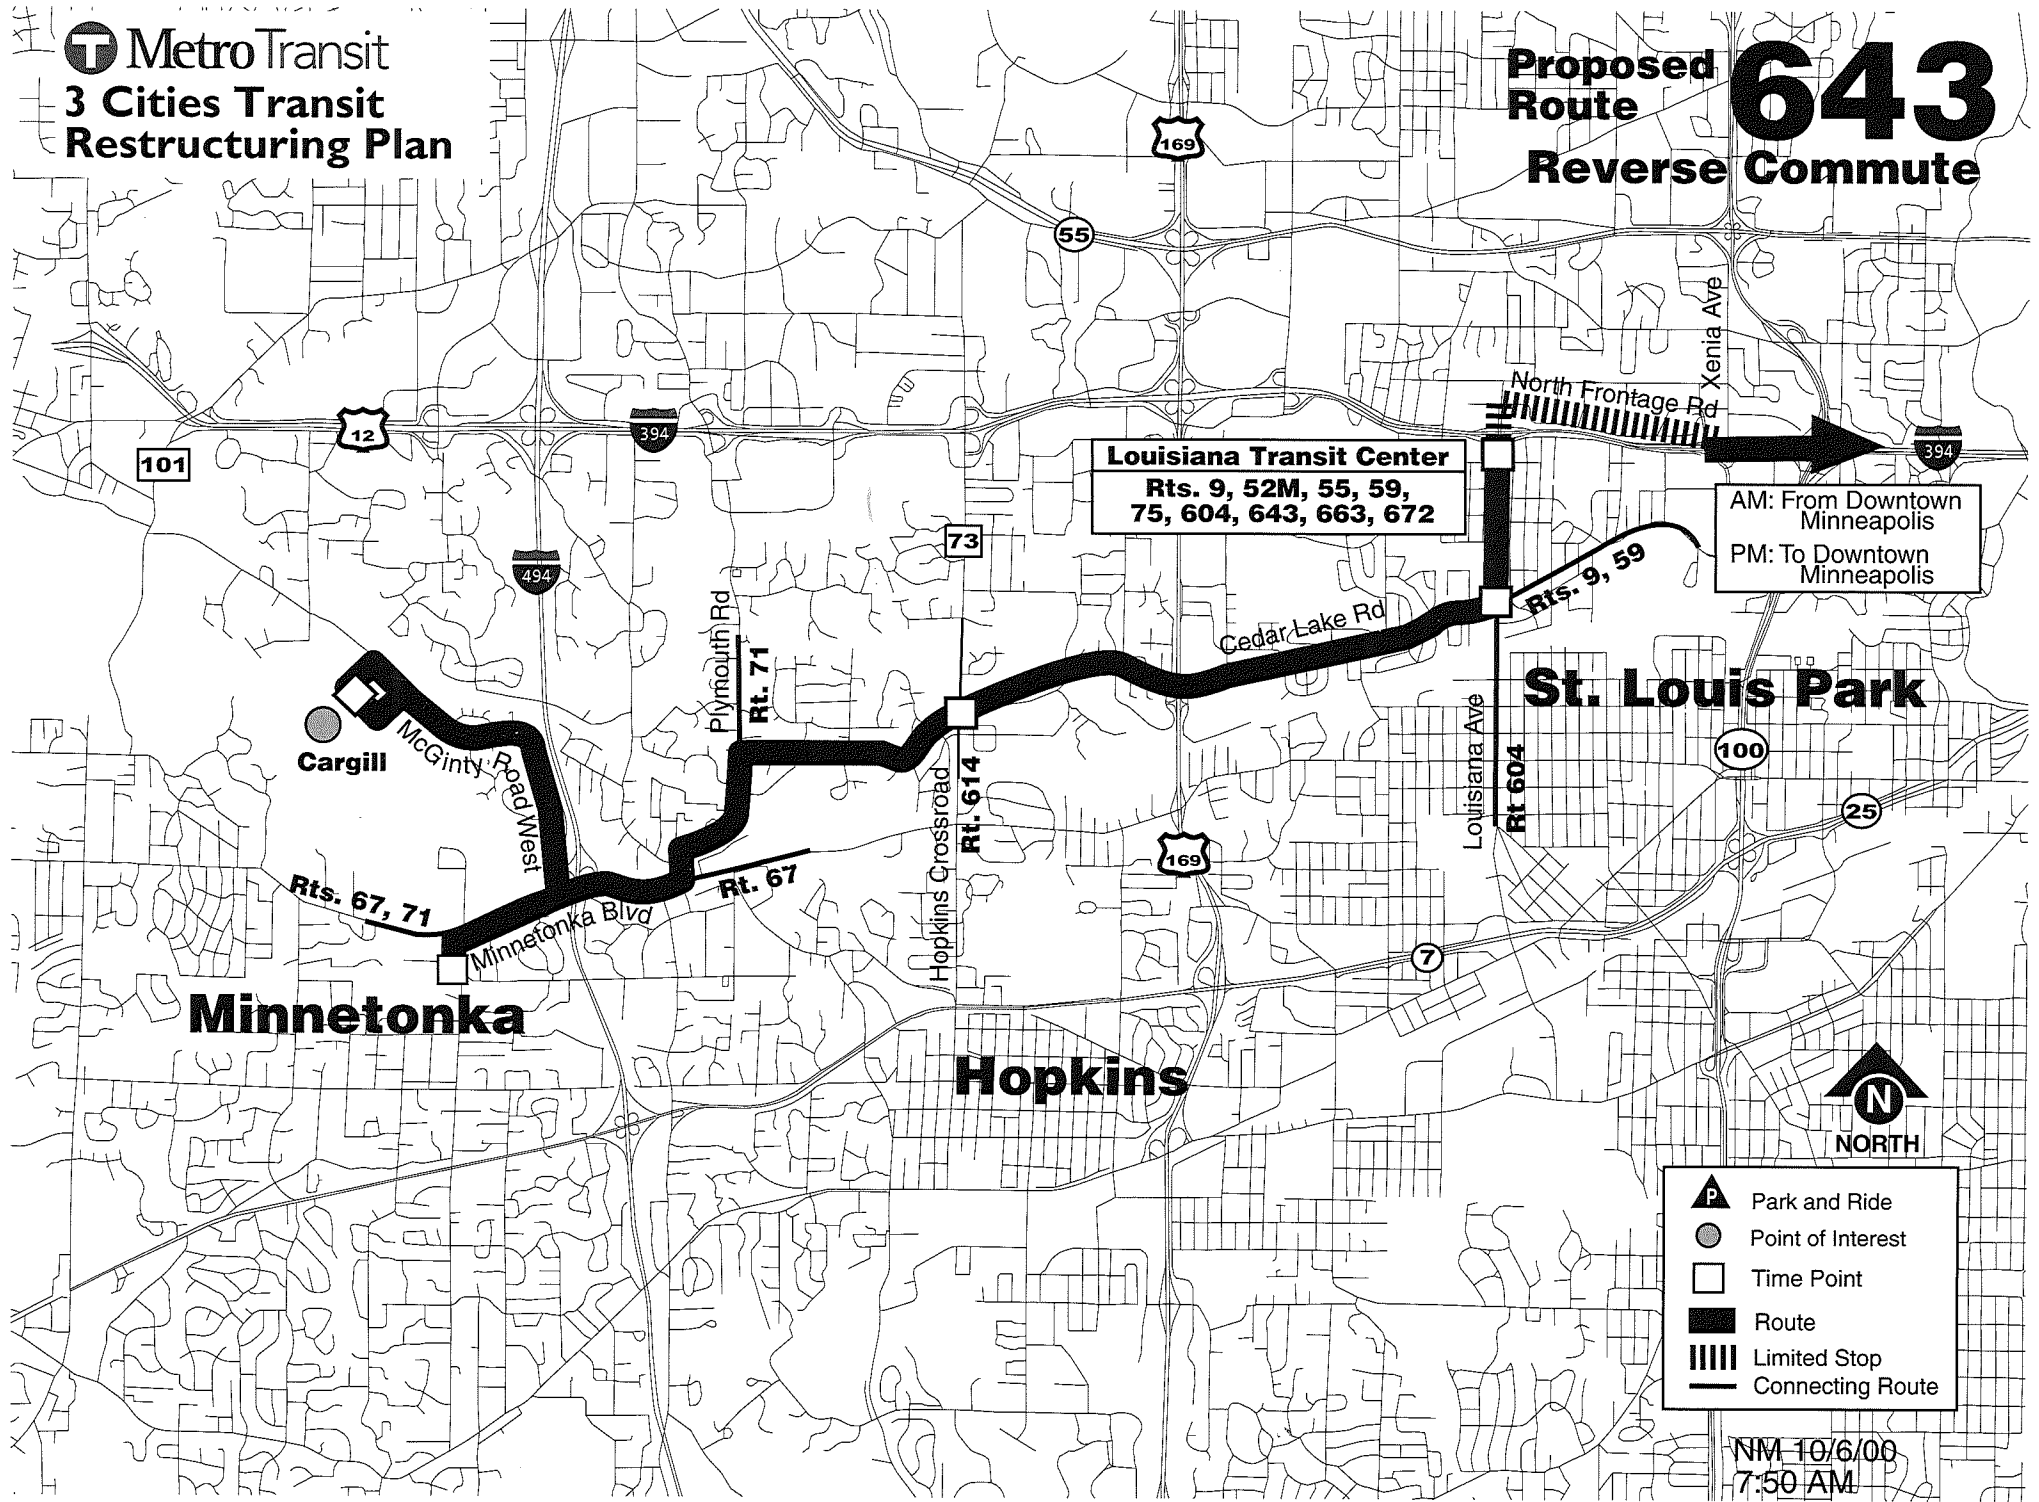 T MetroTransit
3 Cities Transit
Restructuring Plan
Proposed
Route
643
Reverse Commute
169
55
Xenia Ave
North Frontage Rd
12
394
101
394
Louisiana Transit Center
Rts. 9, 52M, 55, 59,
75, 604, 643, 663, 672
AM: From Downtown
Minneapolis
PM: To Downtown
Minneapolis
73
494
Rts. 9, 59
Plymouth Rd
Rt. 71
Cedar Lake Rd
St. Louis Park
Louisiana Ave
Rt 604
100
25
Cargill
McGinty Road West
Hopkins Crossroad
Rt. 614
169
Rts. 67, 71
Rt. 67
Minnetonka Blvd
7
Minnetonka
Hopkins
N
NORTH
P Park and Ride
Point of Interest
Time Point
Route
Limited Stop
Connecting Route
NM 10/6/00
7:50 AM